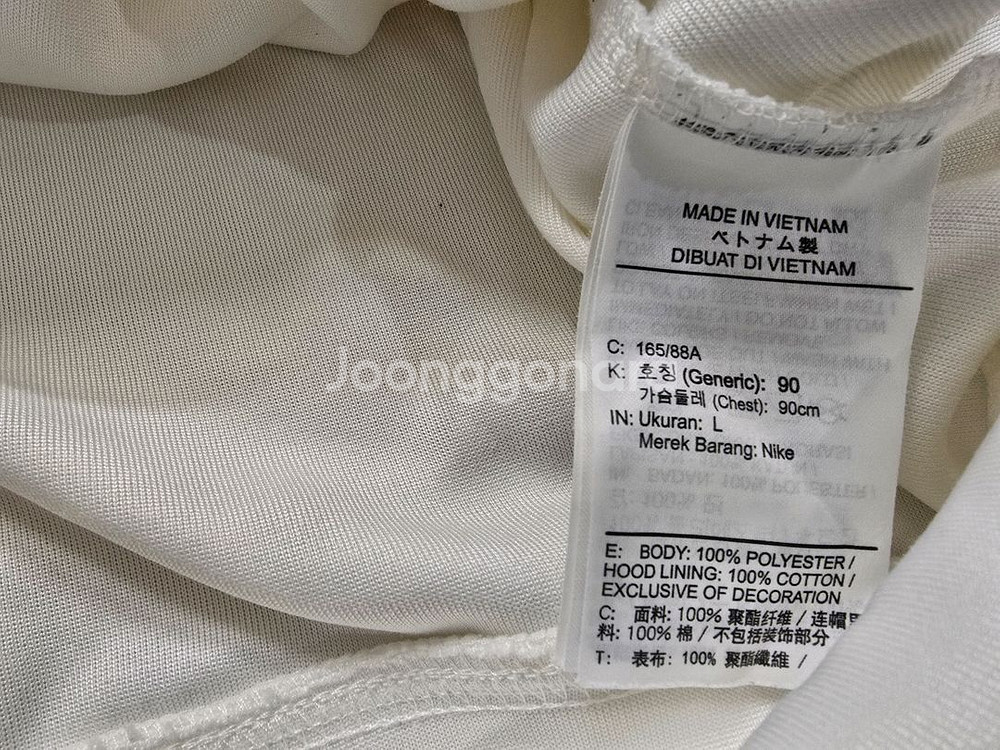 MADE IN VIETNAM
ベトナム製
DIBUAT DI VIETNAM
C: 165/88A
K: 호칭 (Generic): 90
가슴둘레 (Chest): 90cm
IN: Ukuran: L
Merek Barang: Nike
E: BODY: 100% POLYESTER /
HOOD LINING: 100% COTTON /
EXCLUSIVE OF DECORATION
C: 面料: 100% 聚酯纤维 / 连帽
料: 100% 棉 / 不包括装饰部分
T: 表布: 100% 聚酯纖維 /